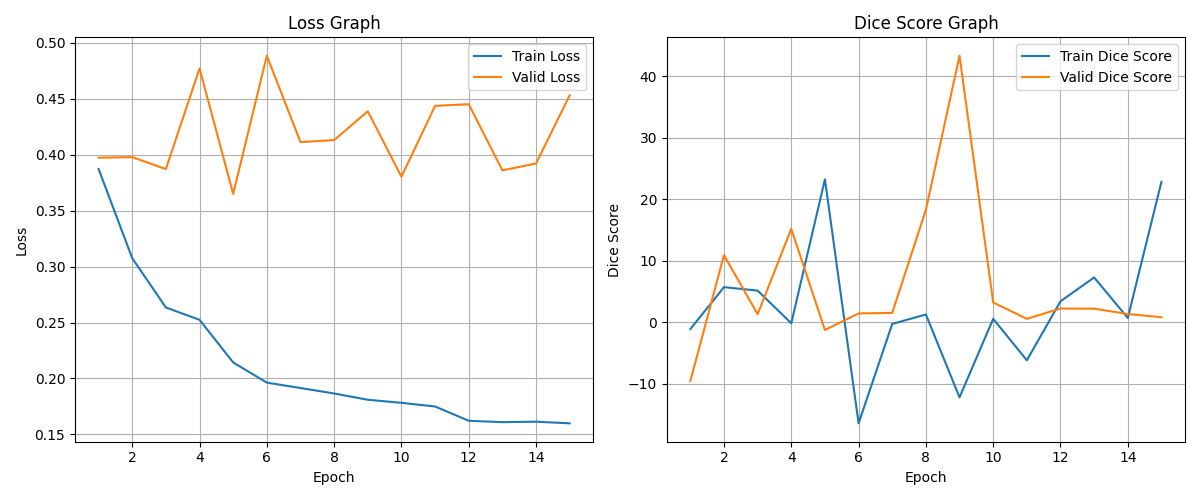 Loss Graph
0.50
0.45
0.40
0.35
0.30
0.25
0.20
0.15
Loss
2
4
6
8
10
12
14
Epoch
Train Loss
Valid Loss
Dice Score Graph
40
30
20
10
0
−10
Dice Score
2
4
6
8
10
12
14
Epoch
Train Dice Score
Valid Dice Score